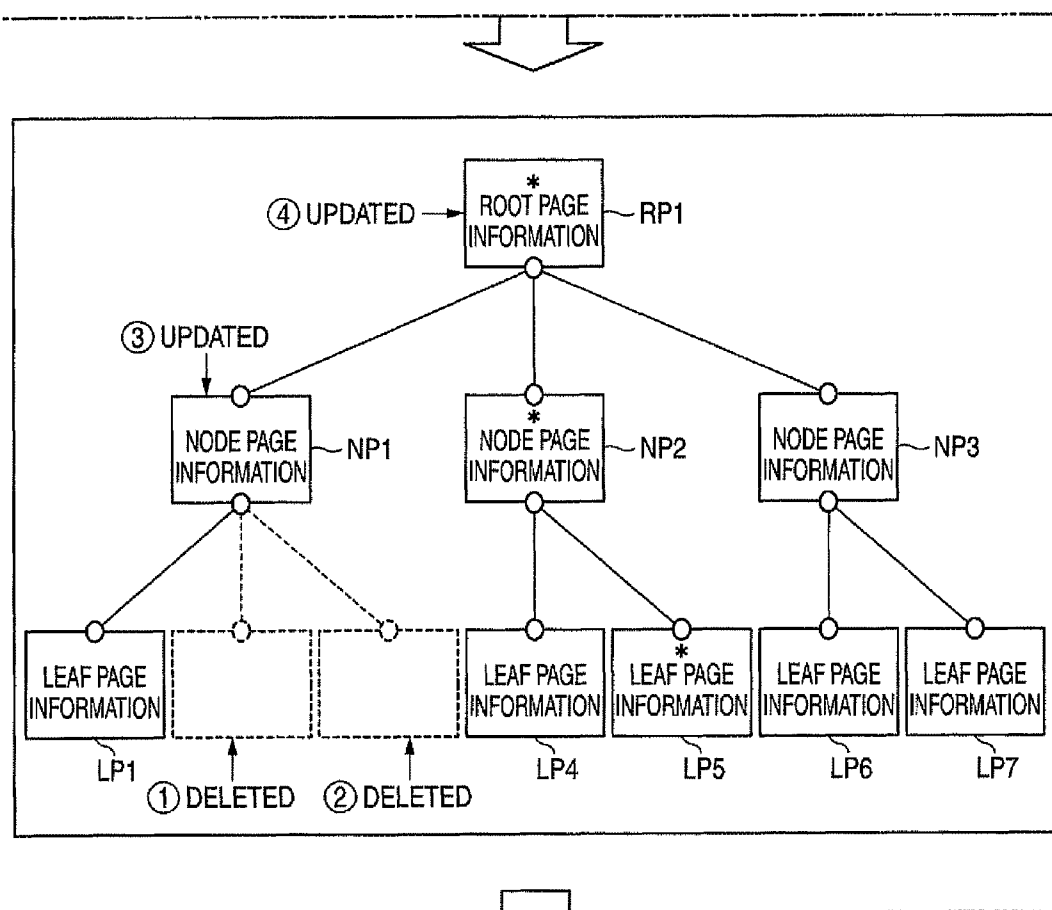 *
ROOT PAGE
INFORMATION
RP1
④ UPDATED
③ UPDATED
NODE PAGE
INFORMATION
NP1
*
NODE PAGE
INFORMATION
NP2
NODE PAGE
INFORMATION
NP3
LEAF PAGE
INFORMATION
LP1
① DELETED
② DELETED
LEAF PAGE
INFORMATION
LP4
*
LEAF PAGE
INFORMATION
LP5
LEAF PAGE
INFORMATION
LP6
LEAF PAGE
INFORMATION
LP7